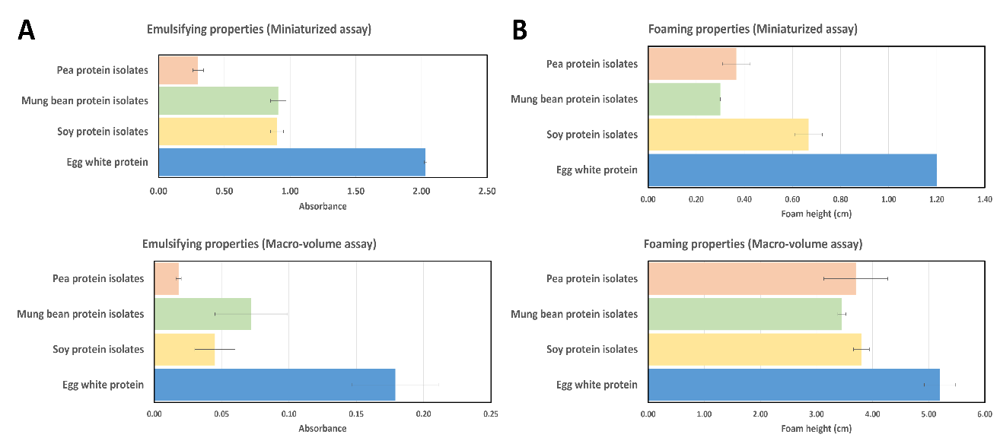 A
Emulsifying properties (Miniaturized assay)
Pea protein isolates
Mung bean protein isolates
Soy protein isolates
Egg white protein
0.00 0.50 1.00 1.50 2.00 2.50
Absorbance
Emulsifying properties (Macro-volume assay)
Pea protein isolates
Mung bean protein isolates
Soy protein isolates
Egg white protein
0.00 0.05 0.10 0.15 0.20 0.25
Absorbance
B
Foaming properties (Miniaturized assay)
Pea protein isolates
Mung bean protein isolates
Soy protein isolates
Egg white protein
0.00 0.20 0.40 0.60 0.80 1.00 1.20 1.40
Foam height (cm)
Foaming properties (Macro-volume assay)
Pea protein isolates
Mung bean protein isolates
Soy protein isolates
Egg white protein
0.00 1.00 2.00 3.00 4.00 5.00 6.00
Foam height (cm)